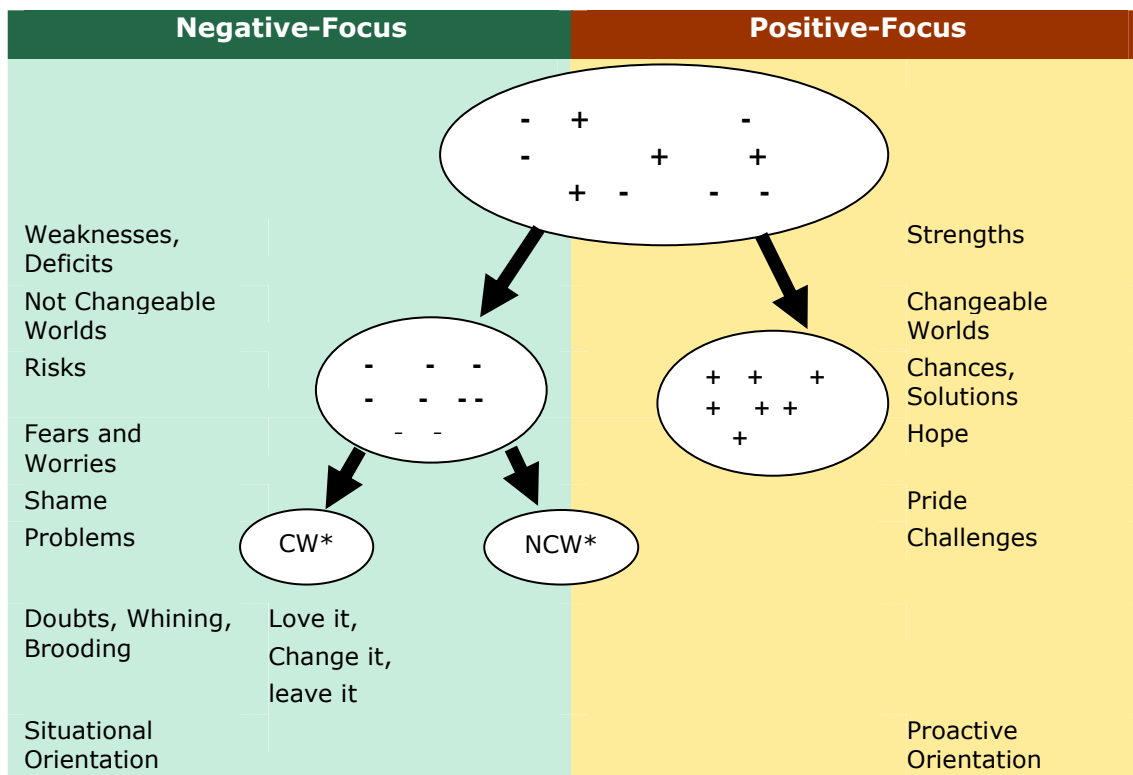 Negative-Focus Positive-Focus
- + -
- + +
+ - - -
Weaknesses,
Deficits
Strengths
Not Changeable
Worlds
Changeable
Worlds
Risks
- - -
- - - -
- -
+ + +
+ + +
+
Chances,
Solutions
Fears and
Worries
Hope
Shame
Pride
Problems
CW*
NCW*
Challenges
Doubts, Whining,
Brooding
Love it,
Change it,
leave it
Situational
Orientation
Proactive
Orientation